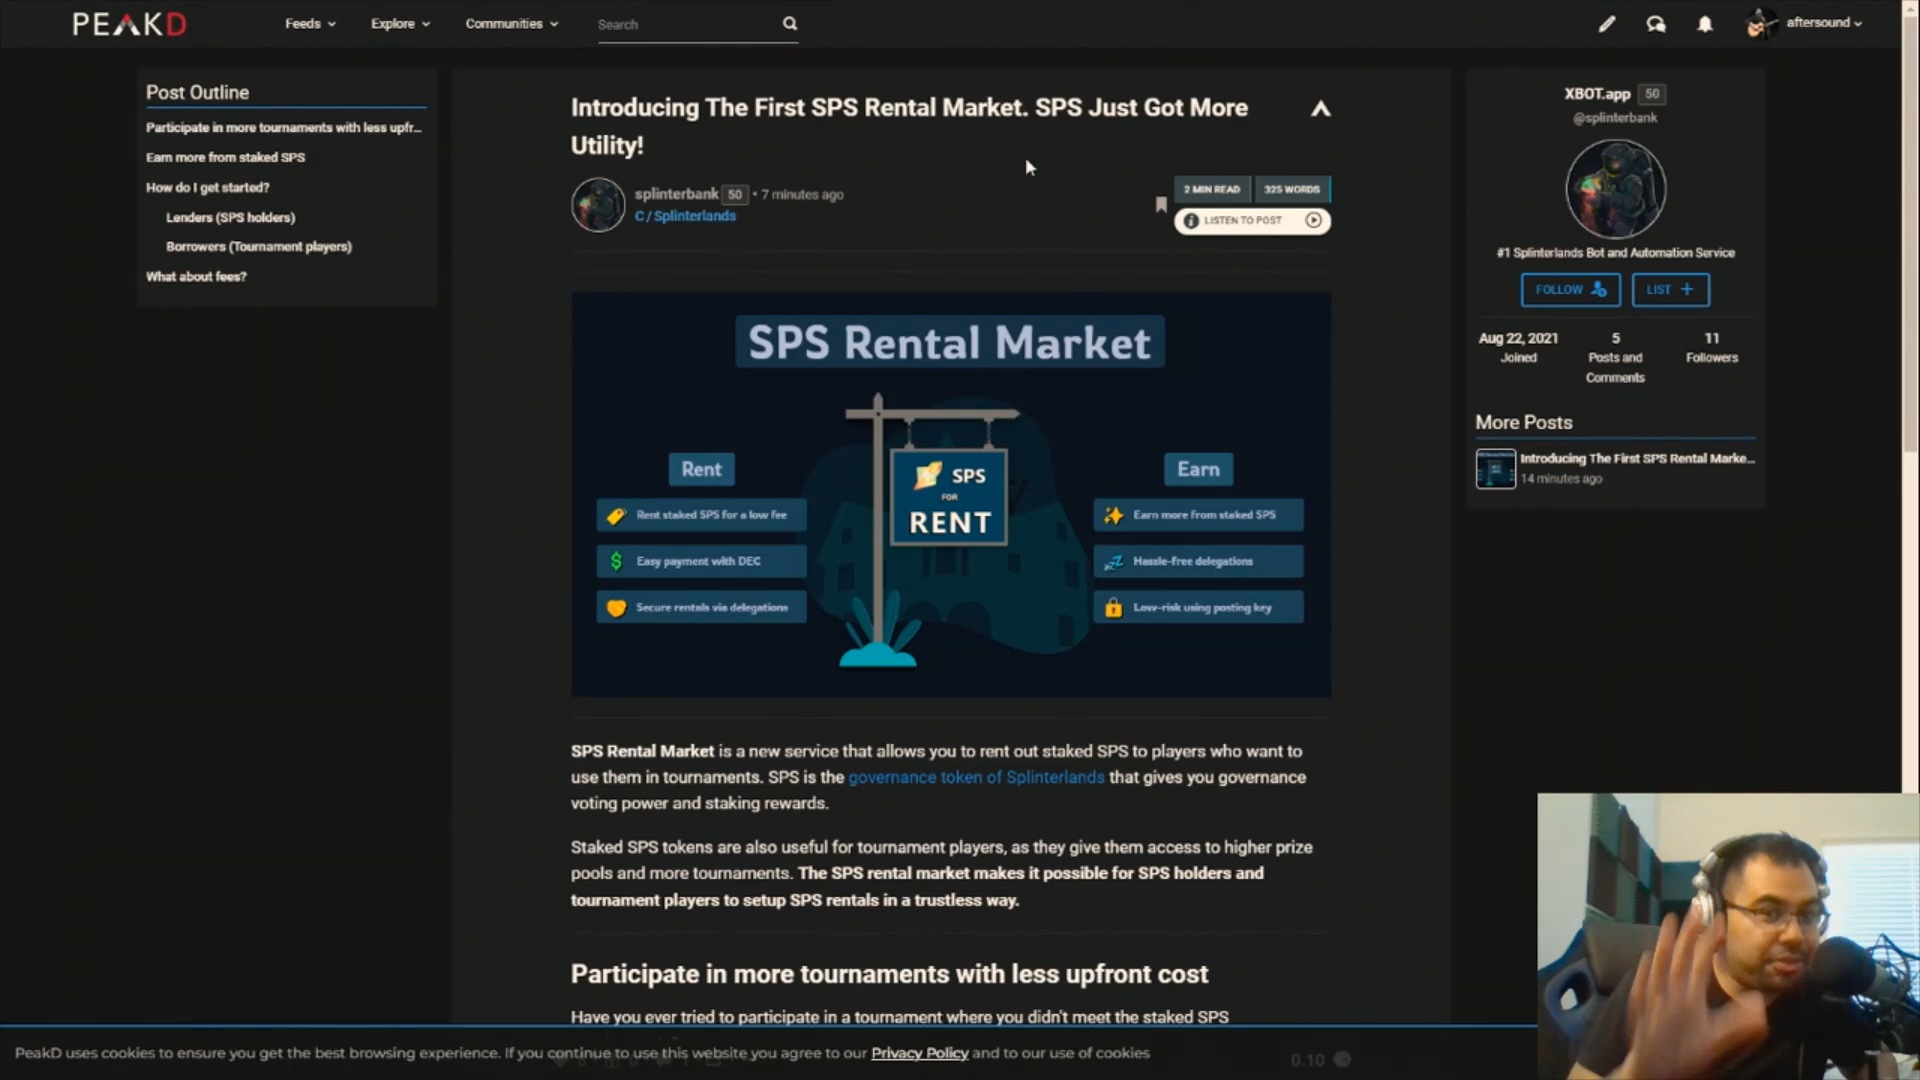 PEAKD
Feeds
Explore
Communities
Search
aftersound
Post Outline
Participate in more tournaments with less upfr...
Earn more from staked SPS
How do I get started?
Lenders (SPS holders)
Borrowers (Tournament players)
What about fees?
Introducing The First SPS Rental Market. SPS Just Got More
Utility!
splinterbank 50 • 7 minutes ago
C / Splinterlands
2 MIN READ
325 WORDS
LISTEN TO POST
SPS Rental Market
Rent
Rent staked SPS for a low fee
Easy payment with DEC
Secure rentals via delegations
SPS
FOR
RENT
Earn
Earn more from staked SPS
Hassle-free delegations
Low-risk using posting key
SPS Rental Market is a new service that allows you to rent out staked SPS to players who want to
use them in tournaments. SPS is the governance token of Splinterlands that gives you governance
voting power and staking rewards.
Staked SPS tokens are also useful for tournament players, as they give them access to higher prize
pools and more tournaments. The SPS rental market makes it possible for SPS holders and
tournament players to setup SPS rentals in a trustless way.
Participate in more tournaments with less upfront cost
Have you ever tried to participate in a tournament where you didn't meet the staked SPS
XBOT.app 50
@splinterbank
#1 Splinterlands Bot and Automation Service
FOLLOW
LIST +
Aug 22, 2021
Joined
5
Posts and
Comments
11
Followers
More Posts
Introducing The First SPS Rental Marke...
14 minutes ago
PeakD uses cookies to ensure you get the best browsing experience. If you continue to use this website you agree to our Privacy Policy and to our use of cookies
0.10